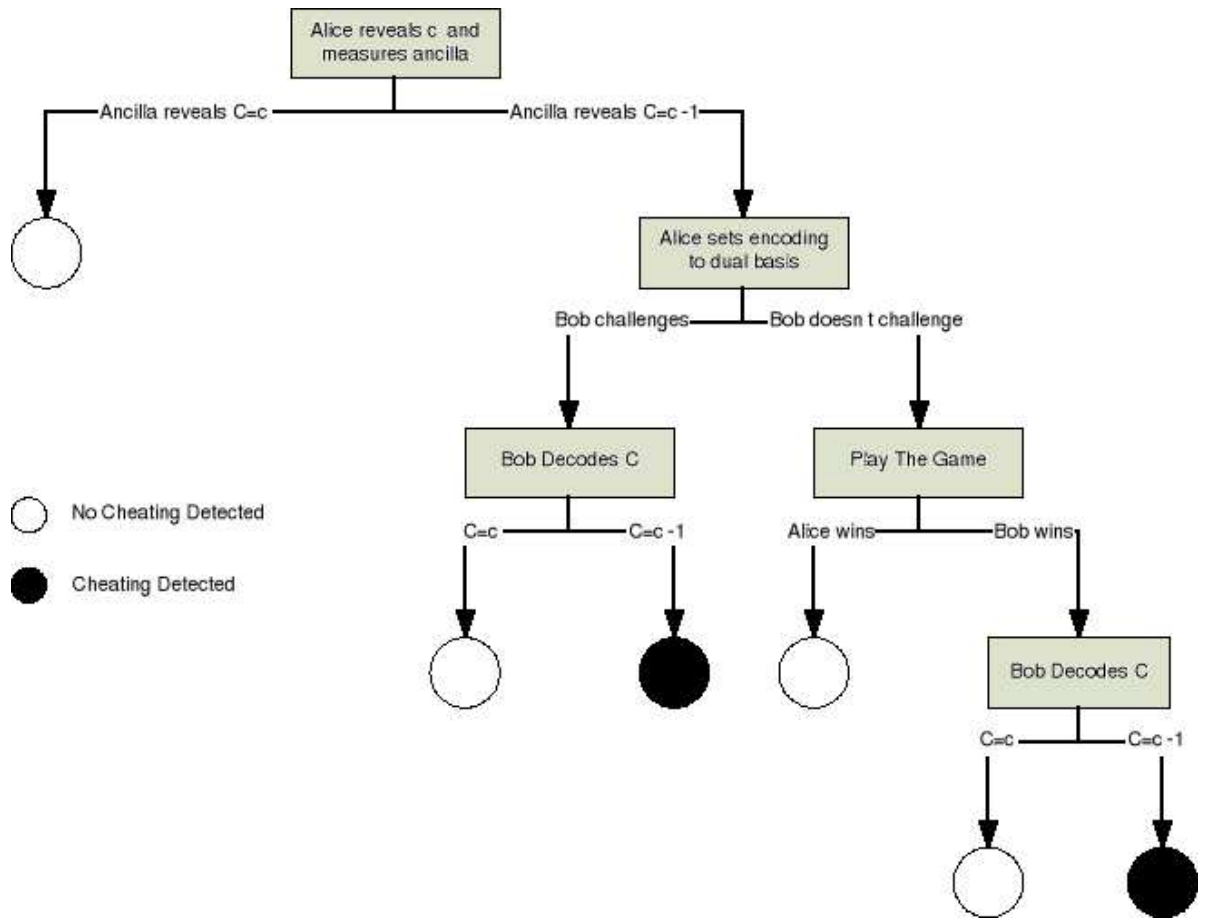 Alice reveals c and
measures ancilla
Ancilla reveals C=c
Ancilla reveals C=c -1
Alice sets encoding
to dual basis
Bob challenges
Bob doesn t challenge
Bob Decodes C
Play The Game
No Cheating Detected
C=c
C=c -1
Alice wins
Bob wins
Cheating Detected
Bob Decodes C
C=c
C=c -1